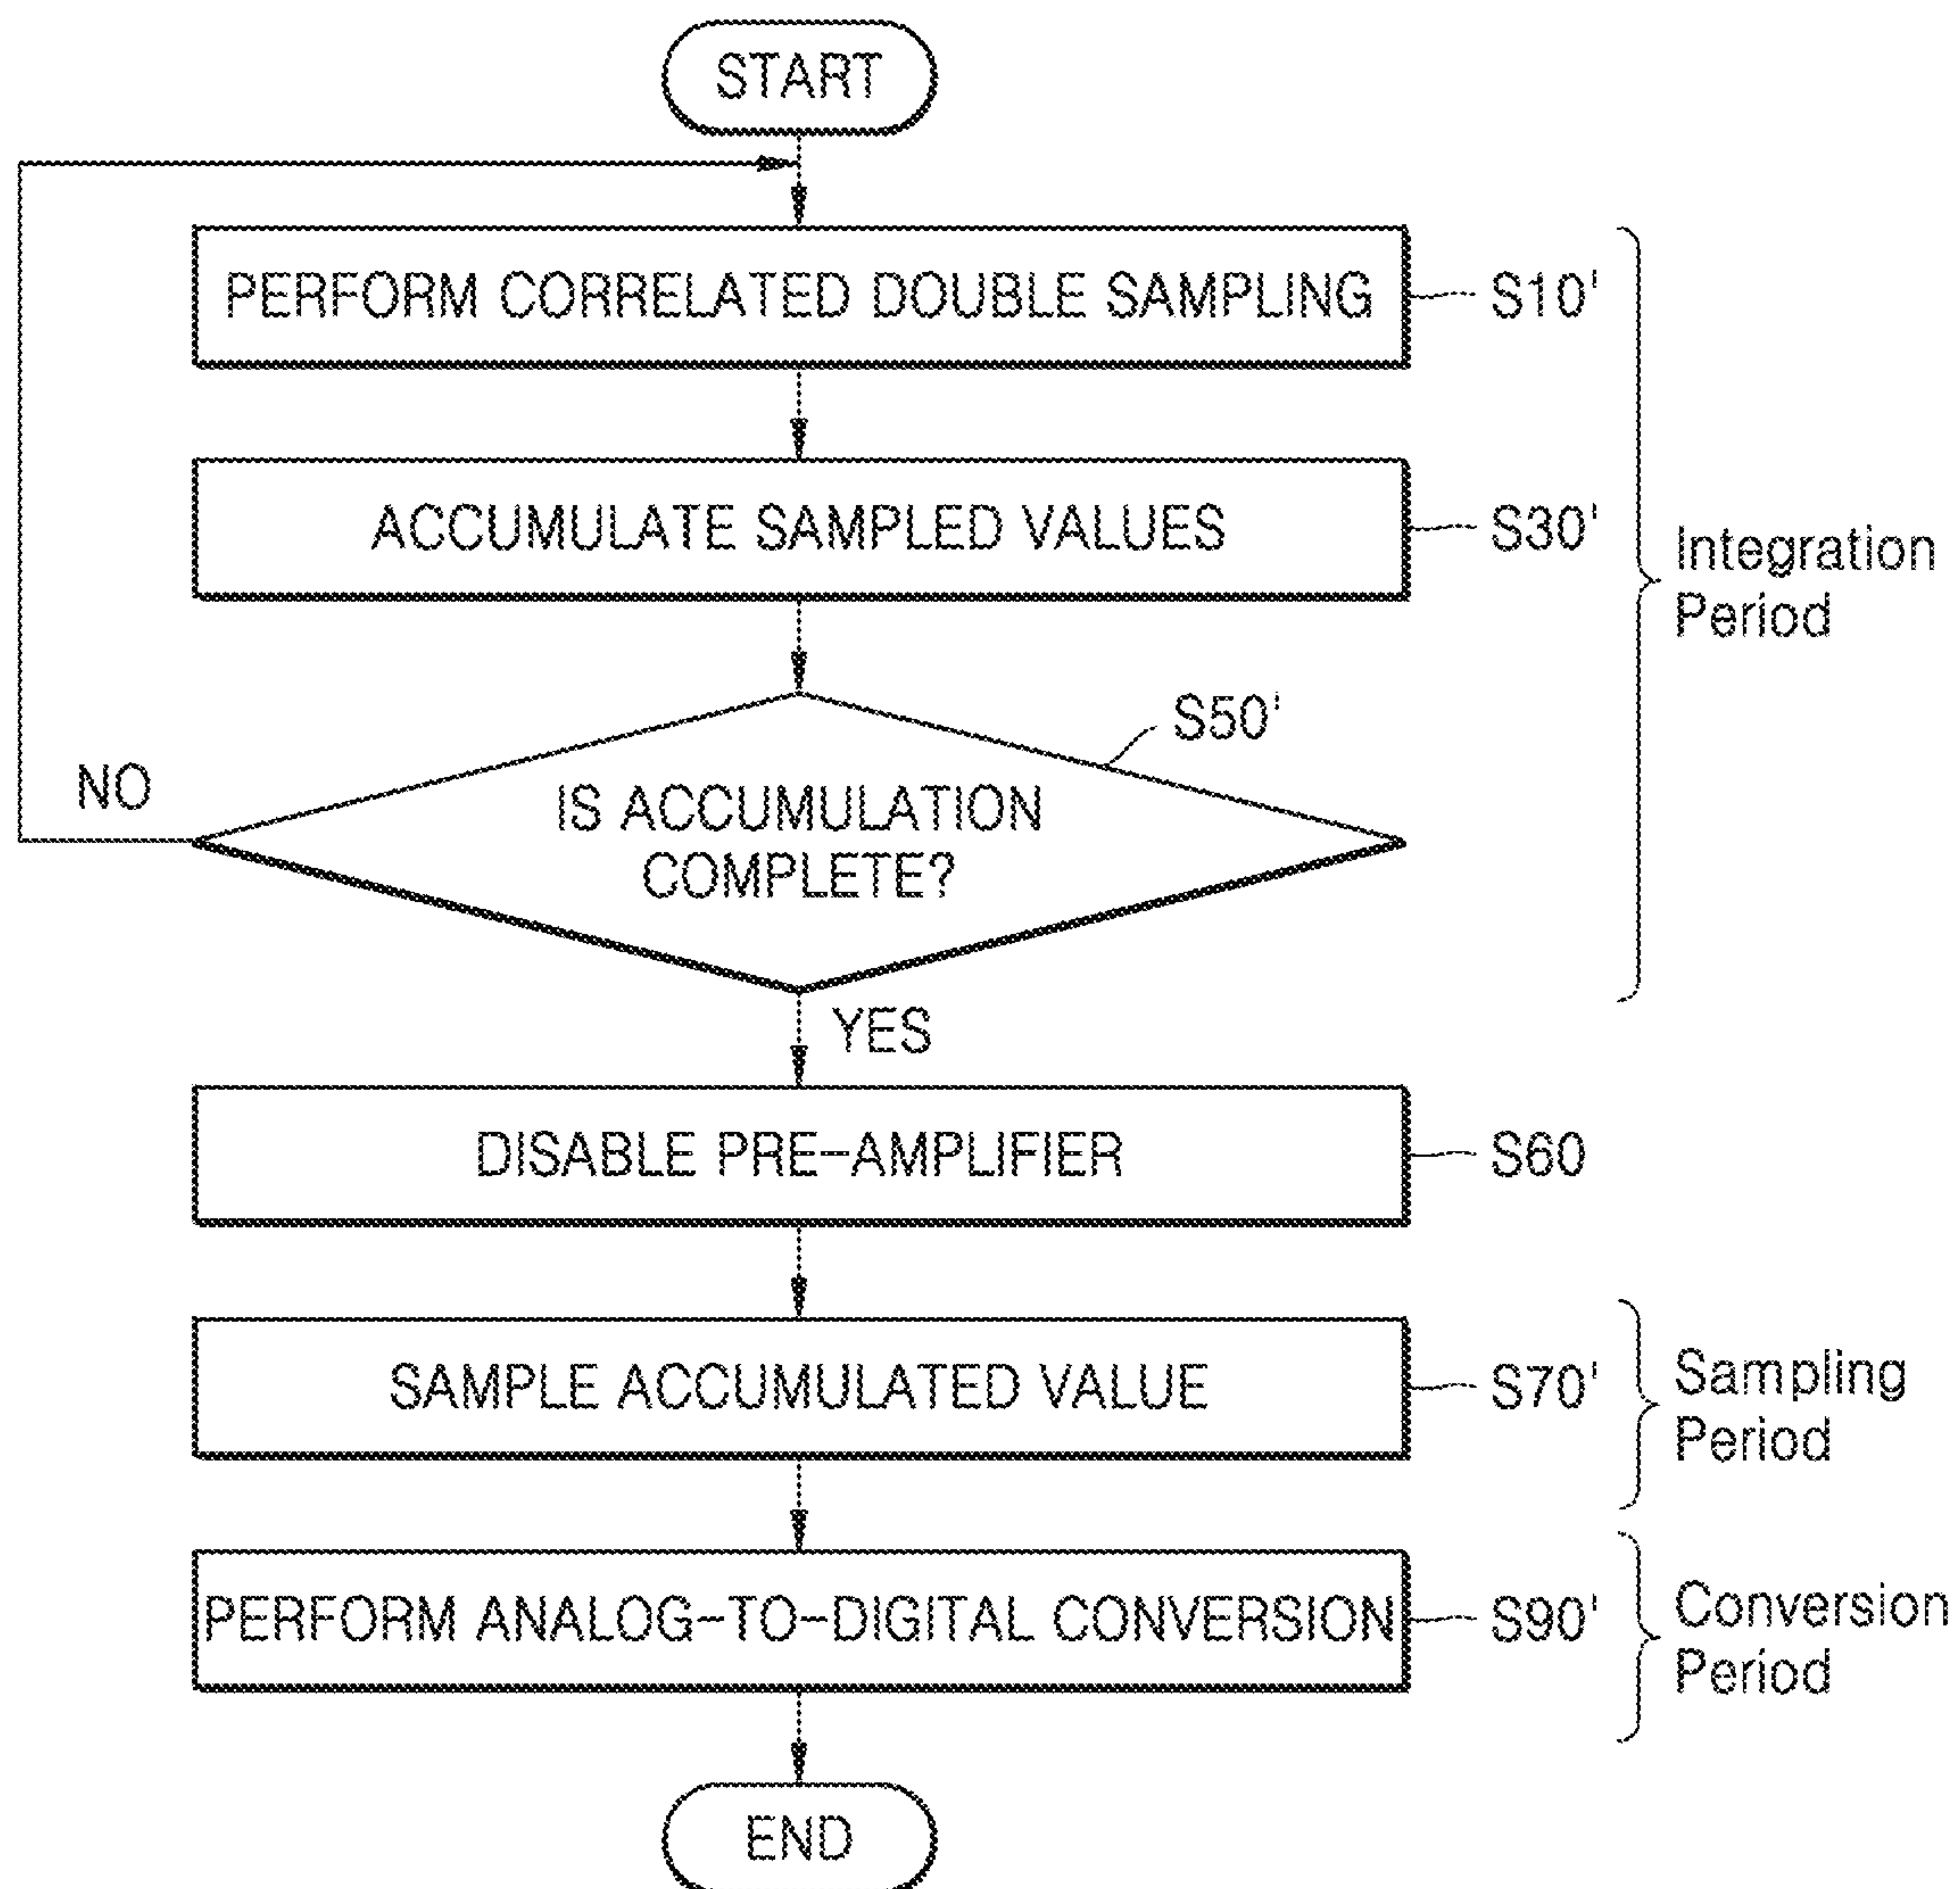 START
PERFORM CORRELATED DOUBLE SAMPLING
S10'
ACCUMULATE SAMPLED VALUES
S30'
Integration
Period
S50'
NO
IS ACCUMULATION
COMPLETE?
YES
DISABLE PRE-AMPLIFIER
S60
SAMPLE ACCUMULATED VALUE
S70'
Sampling
Period
PERFORM ANALOG-TO-DIGITAL CONVERSION
S90'
Conversion
Period
END